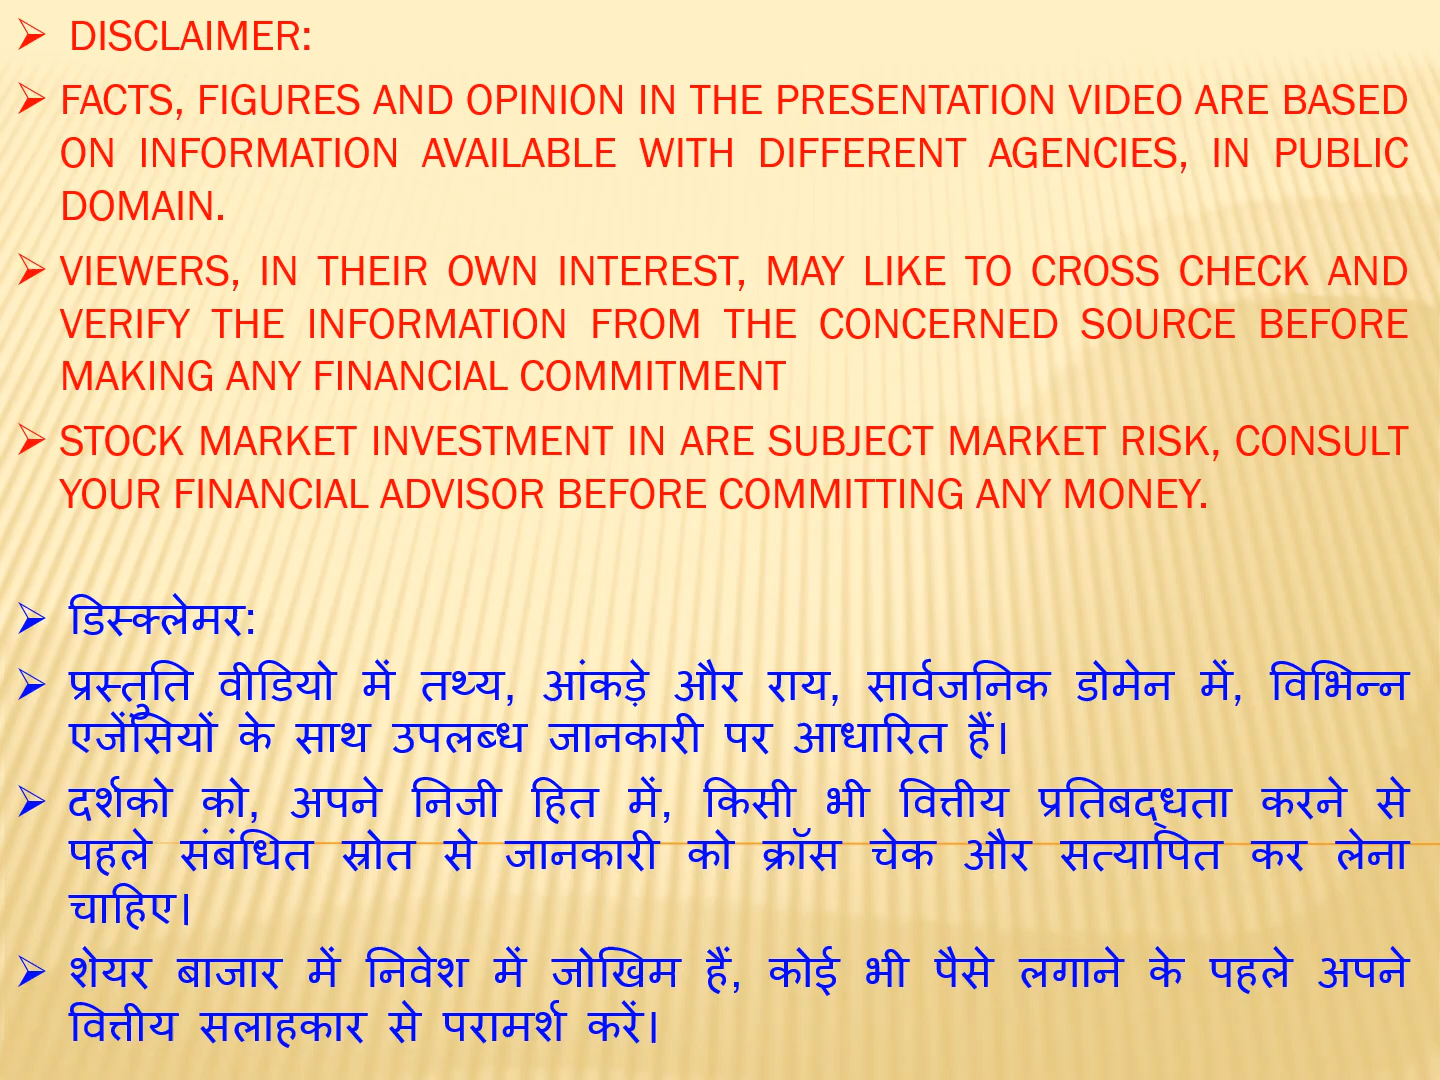 ➢ DISCLAIMER:
➢ FACTS, FIGURES AND OPINION IN THE PRESENTATION VIDEO ARE BASED
ON INFORMATION AVAILABLE WITH DIFFERENT AGENCIES, IN PUBLIC
DOMAIN.
➢ VIEWERS, IN THEIR OWN INTEREST, MAY LIKE TO CROSS CHECK AND
VERIFY THE INFORMATION FROM THE CONCERNED SOURCE BEFORE
MAKING ANY FINANCIAL COMMITMENT
➢ STOCK MARKET INVESTMENT IN ARE SUBJECT MARKET RISK, CONSULT
YOUR FINANCIAL ADVISOR BEFORE COMMITTING ANY MONEY.
➢ डिस्क्लेमर:
➢ प्रस्तुति वीडियो में तथ्य, आंकड़े और राय, सार्वजनिक डोमेन में, विभिन्न
एजेंसियों के साथ उपलब्ध जानकारी पर आधारित हैं।
➢ दर्शको को, अपने निजी हित में, किसी भी वित्तीय प्रतिबद्धता करने से
पहले संबंधित स्रोत से जानकारी को क्रॉस चेक और सत्यापित कर लेना
चाहिए।
➢ शेयर बाजार में निवेश में जोखिम हैं, कोई भी पैसे लगाने के पहले अपने
वित्तीय सलाहकार से परामर्श करें।